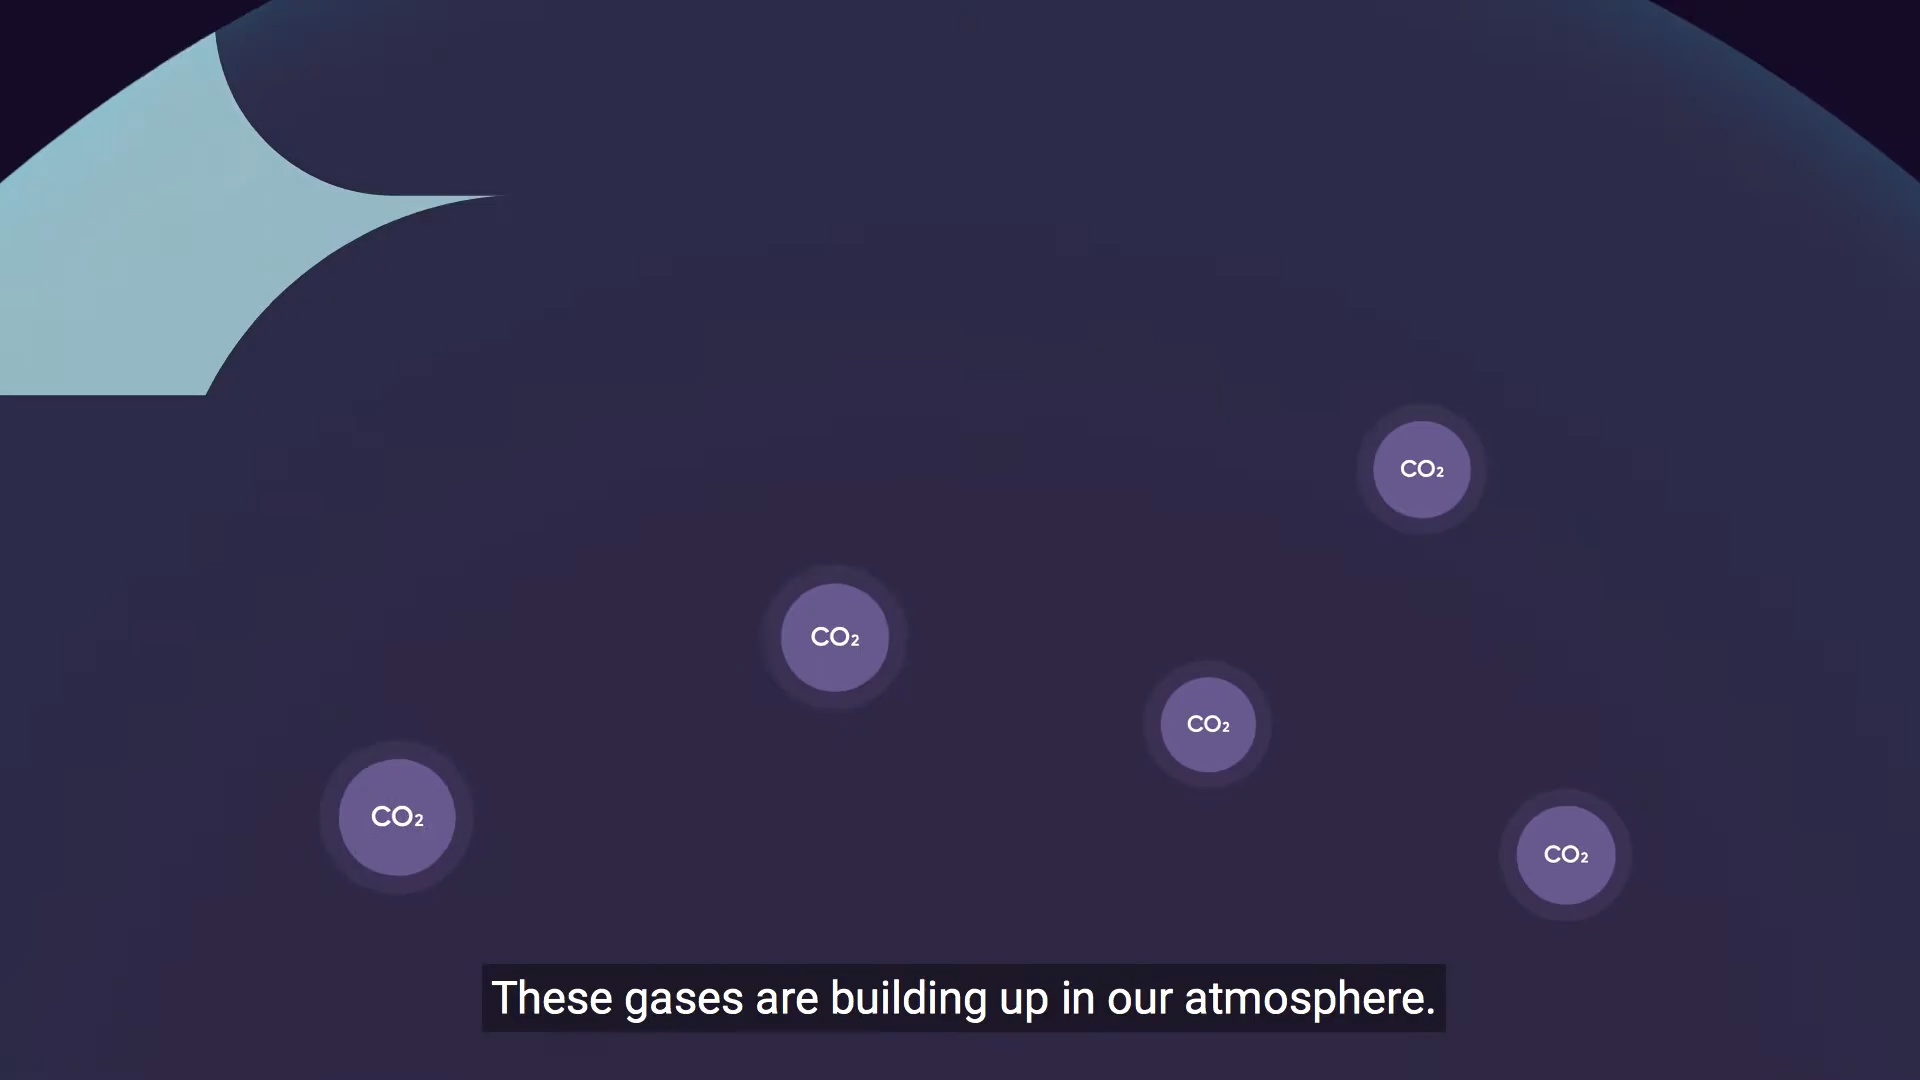 CO₂
CO₂
CO₂
CO₂
CO₂
These gases are building up in our atmosphere.